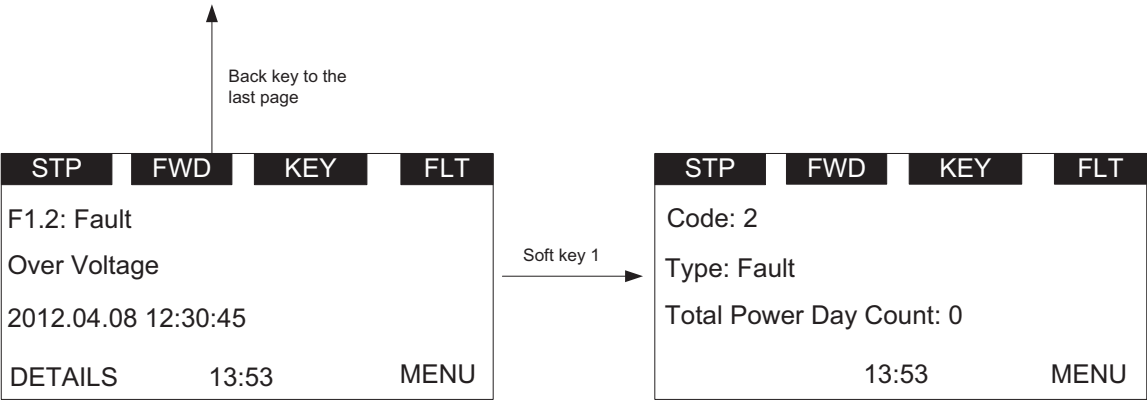 Back key to the
last page
STP FWD KEY FLT
F1.2: Fault
Over Voltage
2012.04.08 12:30:45
DETAILS 13:53 MENU
Soft key 1
STP FWD KEY FLT
Code: 2
Type: Fault
Total Power Day Count: 0
13:53 MENU